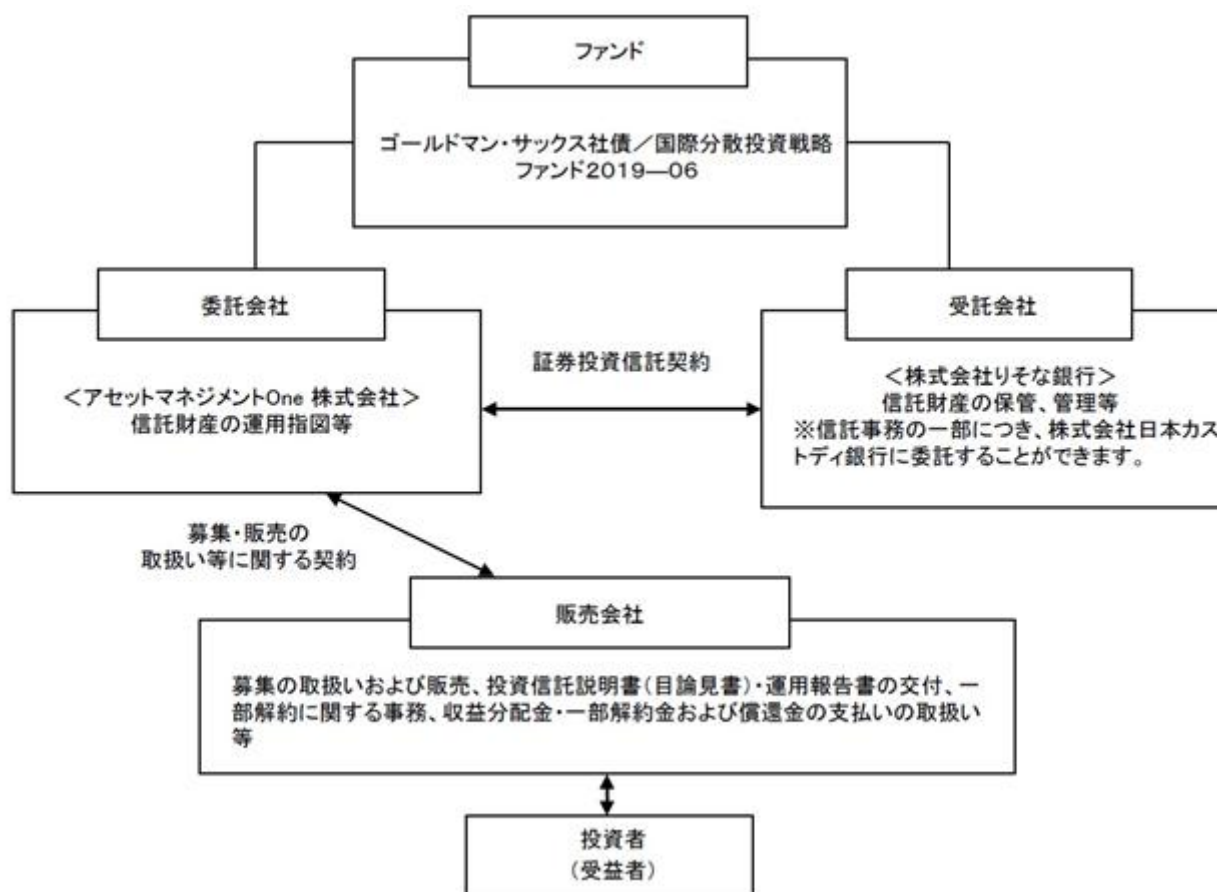 ファンド
ゴールドマン・サックス社債／国際分散投資戦略
ファンド2019―06
委託会社
＜アセットマネジメントOne 株式会社＞
信託財産の運用指図等
証券投資信託契約
受託会社
＜株式会社りそな銀行＞
信託財産の保管、管理等
※信託事務の一部につき、株式会社日本カス
トディ銀行に委託することができます。
募集・販売の
取扱い等に関する契約
販売会社
募集の取扱いおよび販売、投資信託説明書（目論見書）・運用報告書の交付、一
部解約に関する事務、収益分配金・一部解約金および償還金の支払いの取扱い
等
投資者
（受益者）